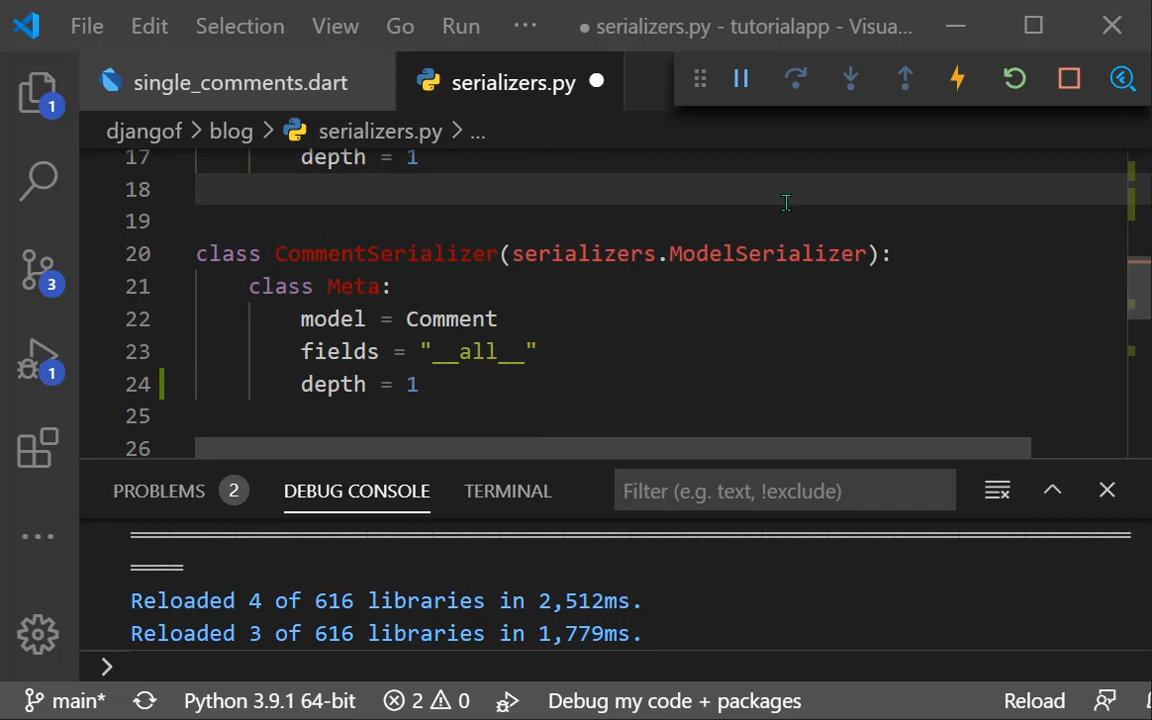 File Edit Selection View Go Run ··· ● serializers.py - tutorialapp - Visua...
single_comments.dart serializers.py ●
djangof > blog > serializers.py > ...
17 depth = 1
18
19
20 class CommentSerializer(serializers.ModelSerializer):
21 class Meta:
22 model = Comment
23 fields = "__all__"
24 depth = 1
25
26
1
3
1
PROBLEMS 2 DEBUG CONSOLE TERMINAL Filter (e.g. text, !exclude)
Reloaded 4 of 616 libraries in 2,512ms.
Reloaded 3 of 616 libraries in 1,779ms.
>
main* Python 3.9.1 64-bit 2 0 Debug my code + packages Reload